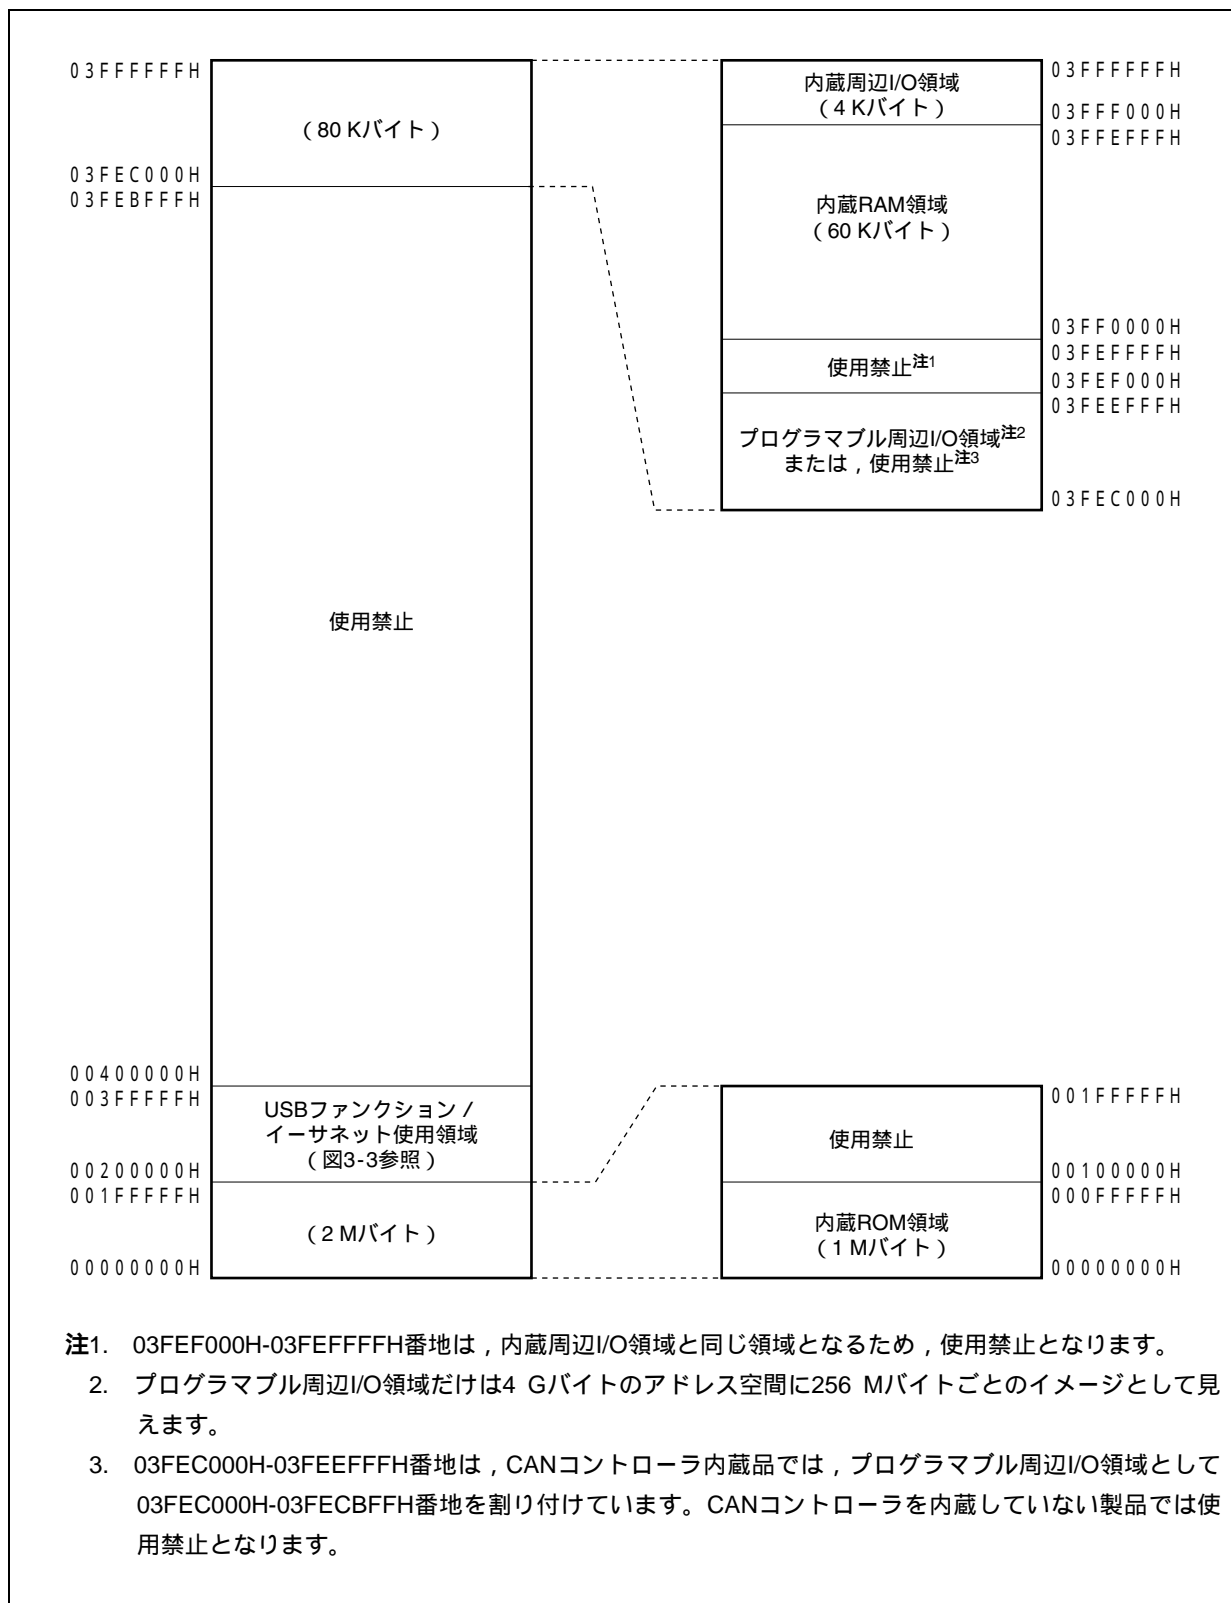 03FFFFFFH
（80 Kバイト）
03FEC000H
03FEBFFFH
使用禁止
00400000H
003FFFFFH
USBファンクション /
イーサネット使用領域
（図3-3参照）
00200000H
001FFFFFH
（2 Mバイト）
00000000H
内蔵周辺I/O領域
（4 Kバイト）
03FFFFFFH
03FFF000H
03FFEFFFH
内蔵RAM領域
（60 Kバイト）
03FF0000H
03FEFFFFH
使用禁止注1
03FEF000H
03FEEFFFH
プログラマブル周辺I/O領域注2
または，使用禁止注3
03FEC000H
001FFFFFH
使用禁止
00100000H
000FFFFFH
内蔵ROM領域
（1 Mバイト）
00000000H
注1. 03FEF000H-03FEFFFFH番地は，内蔵周辺I/O領域と同じ領域となるため，使用禁止となります。
2. プログラマブル周辺I/O領域だけは4 Gバイトのアドレス空間に256 Mバイトごとのイメージとして見
えます。
3. 03FEC000H-03FEEFFFH番地は，CANコントローラ内蔵品では，プログラマブル周辺I/O領域として
03FEC000H-03FECBFFH番地を割り付けています。CANコントローラを内蔵していない製品では使
用禁止となります。